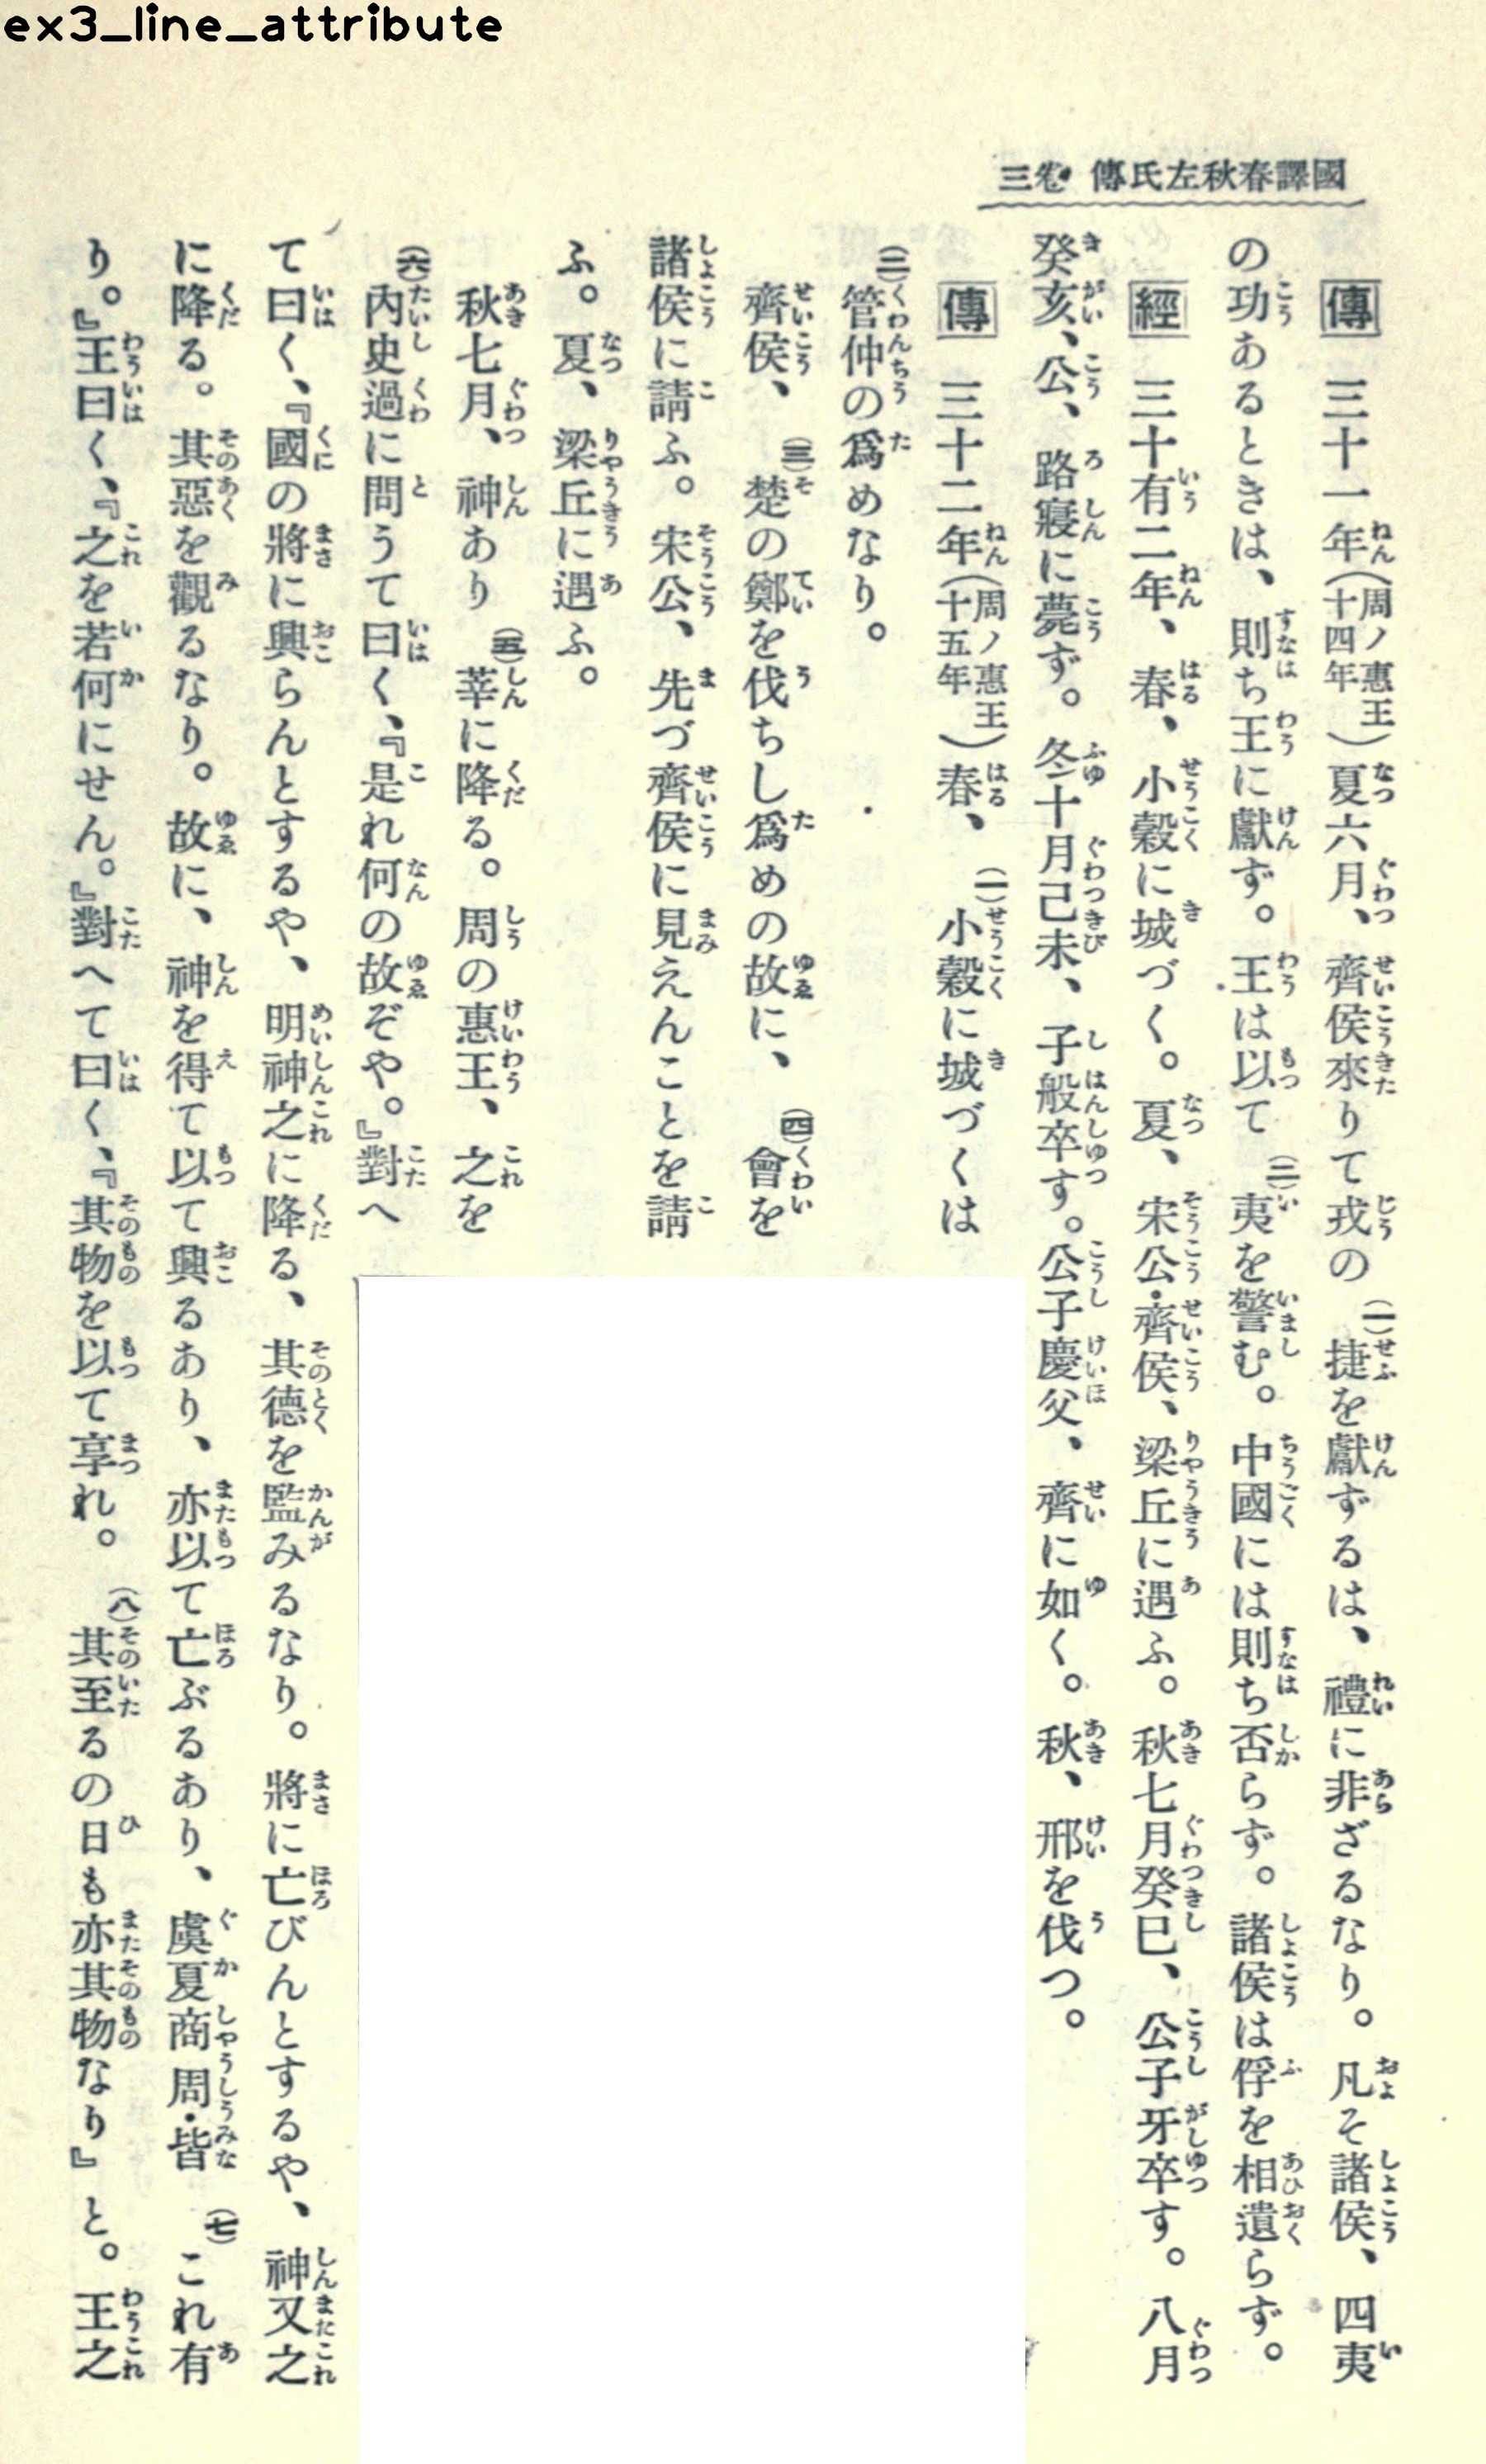 ex3_line_attribute
國譯春秋左氏傳 卷三
傳 三十一年(周ノ惠王十四年)夏六月、齊侯來りて戎の(一)捷を獻ずるは、禮に非ざるなり。凡そ諸侯、四夷
の功あるときは、則ち王に獻ず。王は以て(二)夷を警む。中國には則ち否らず。諸侯は俘を相遺らず。
經 三十有二年、春、小穀に城づく。夏、宋公・齊侯、梁丘に遇ふ。秋七月癸巳、公子牙卒す。八月
癸亥、公、路寢に薨ず。冬十月己未、子般卒す。公子慶父、齊に如く。秋、邢を伐つ。
傳 三十二年(周ノ惠王十五年)春、(一)小穀に城づくは
(二)管仲の爲めなり。
齊侯、(三)楚の鄭を伐ちし爲めの故に、(四)會を
諸侯に請ふ。宋公、先づ齊侯に見えんことを請
ふ。夏、梁丘に遇ふ。
秋七月、神あり(五)莘に降る。周の惠王、之を
(六)內史過に問うて曰く、『是れ何の故ぞや。』對へ
て曰く、『國の將に興らんとするや、明神之に降る、其德を監みるなり。將に亡びんとするや、神又之
に降る。其惡を觀るなり。故に、神を得て以て興るあり、亦以て亡ぶるあり、虞夏商周・皆(七)これ有
り。』王曰く、『之を若何にせん。』對へて曰く、『其物を以て享れ。(八)其至るの日も亦其物なり』と。王之